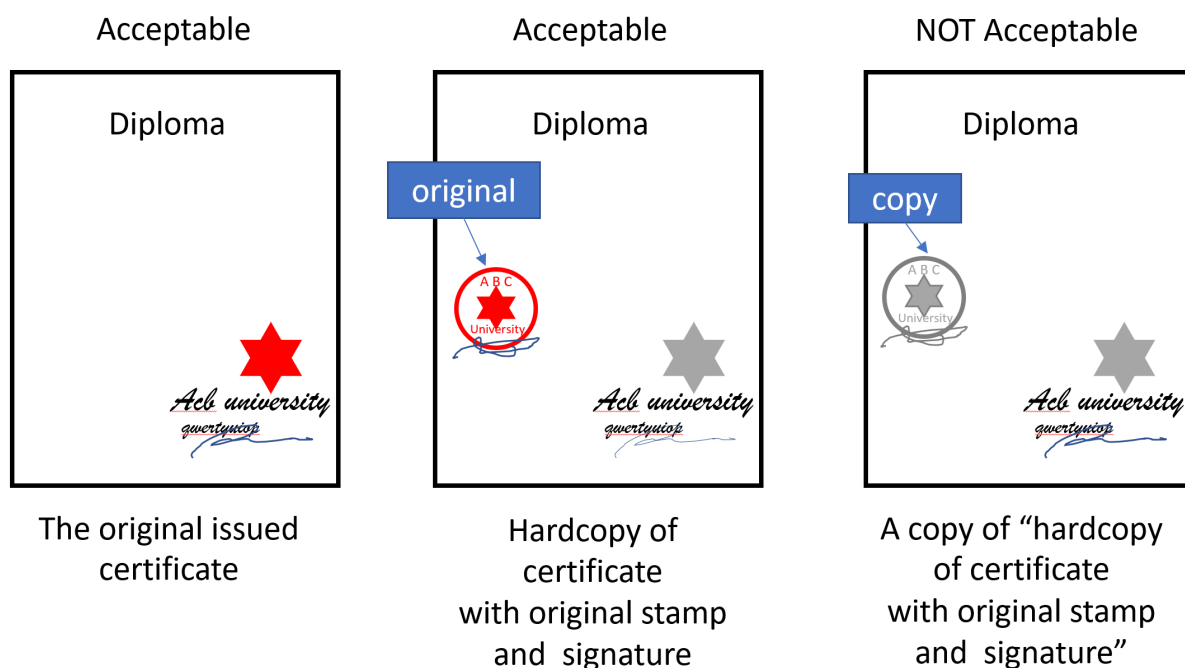 Acceptable
Diploma
original
A B C
University
Acb university
qwertyuiop
The original issued
certificate
Acceptable
Diploma
Acb university
qwertyuiop
Hardcopy of
certificate
with original stamp
and signature
NOT Acceptable
Diploma
copy
A B C
University
Acb university
qwertyuiop
A copy of “hardcopy
of certificate
with original stamp
and signature”